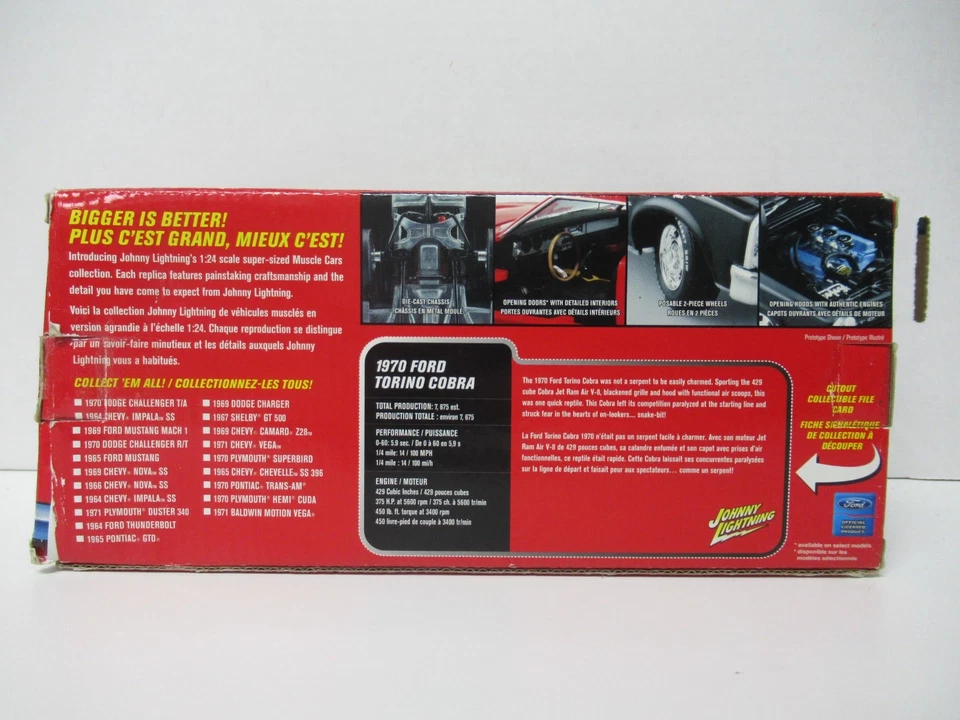 BIGGER IS BETTER!
PLUS C'EST GRAND, MIEUX C'EST!
Introducing Johnny Lightning's 1:24 scale super-sized Muscle Cars
collection. Each replica features painstaking craftsmanship and the
detail you have come to expect from Johnny Lightning.
Voici la collection Johnny Lightning de véhicules musclés en
version agrandie à l'échelle 1:24. Chaque reproduction se distingue
par un savoir-faire minutieux et les détails auxquels Johnny
Lightning vous a habitués.
COLLECT 'EM ALL! / COLLECTIONNEZ-LES TOUS!
1970 DODGE CHALLENGER T/A
1964 CHEVY® IMPALA™ SS
1969 FORD MUSTANG MACH 1
1970 DODGE CHALLENGER R/T
1965 FORD MUSTANG
1969 CHEVY® NOVA™ SS
1966 CHEVY® NOVA™ SS
1964 CHEVY® IMPALA™ SS
1971 PLYMOUTH® DUSTER 340
1964 FORD THUNDERBOLT
1965 PONTIAC® GTO®
1969 DODGE CHARGER
1967 SHELBY® GT 500
1969 CHEVY® CAMARO® Z28™
1971 CHEVY® VEGA™
1970 PLYMOUTH® SUPERBIRD
1965 CHEVY® CHEVELLE™ SS 396
1970 PONTIAC® TRANS-AM®
1970 PLYMOUTH® HEMI® CUDA
1971 BALDWIN MOTION VEGA®
DIE-CAST CHASSIS
CHÂSSIS EN MÉTAL MOULÉ
OPENING DOORS* WITH DETAILED INTERIORS
PORTES OUVRANTES AVEC DÉTAILS INTÉRIEURS
POSABLE 2-PIECE WHEELS
ROUES EN 2 PIÈCES
OPENING HOODS WITH AUTHENTIC ENGINES
CAPOTS OUVRANTS AVEC DÉTAILS DE MOTEUR
Prototype Shown / Prototype Illustré
1970 FORD
TORINO COBRA
TOTAL PRODUCTION: 7, 675 est.
PRODUCTION TOTALE : environ 7, 675
PERFORMANCE / PUISSANCE
0-60: 5.9 sec. / De 0 à 60 en 5,9 s
1/4 mile: 14 / 100 MPH
1/4 mile : 14 / 100 mi/h
ENGINE / MOTEUR
429 Cubic Inches / 429 pouces cubes
375 H.P. at 5600 rpm / 375 ch. à 5600 tr/min
450 lb. ft. torque at 3400 rpm
450 livre-pied de couple à 3400 tr/min
The 1970 Ford Torino Cobra was not a serpent to be easily charmed. Sporting the 429
cube Cobra Jet Ram Air V-8, blackened grille and hood with functional air scoops, this
was one quick reptile. This Cobra left its competition paralyzed at the starting line and
struck fear in the hearts of on-lookers... snake-bit!
La Ford Torino Cobra 1970 n'était pas un serpent facile à charmer. Avec son moteur Jet
Ram Air V-8 de 429 pouces cubes, sa calandre enfumée et son capot avec prises d'air
fonctionnelles, ce reptile était rapide. Cette Cobra laissait ses concurrentes paralysées
sur la ligne de départ et faisait peur aux spectateurs... comme un serpent!
JOHNNY
LIGHTNING
CUTOUT
COLLECTIBLE FILE
CARD
FICHE SIGNALÉTIQUE
DE COLLECTION À
DÉCOUPER
Ford
OFFICIAL
LICENSED
PRODUCT
* available on select models
* disponible sur les
modèles sélectionnés